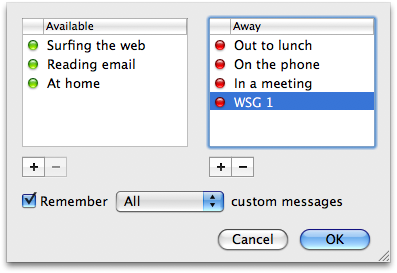 Available
Surfing the web
Reading email
At home
Away
Out to lunch
On the phone
In a meeting
WSG 1
+ − + −
Remember All custom messages
Cancel OK